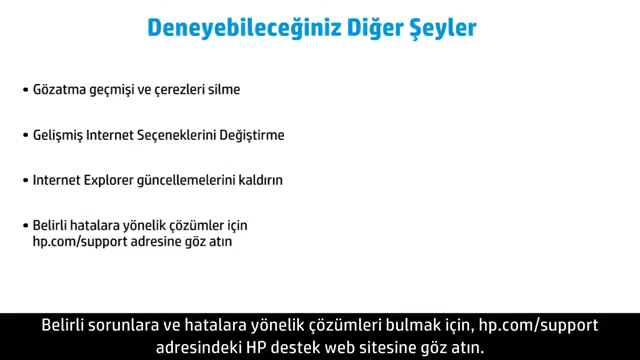 Deneyebileceğiniz Diğer Şeyler
• Gözatma geçmişi ve çerezleri silme
• Gelişmiş Internet Seçeneklerini Değiştirme
• Internet Explorer güncellemelerini kaldırın
• Belirli hatalara yönelik çözümler için
hp.com/support adresine göz atın
Belirli sorunlara ve hatalara yönelik çözümleri bulmak için, hp.com/support
adresindeki HP destek web sitesine göz atın.